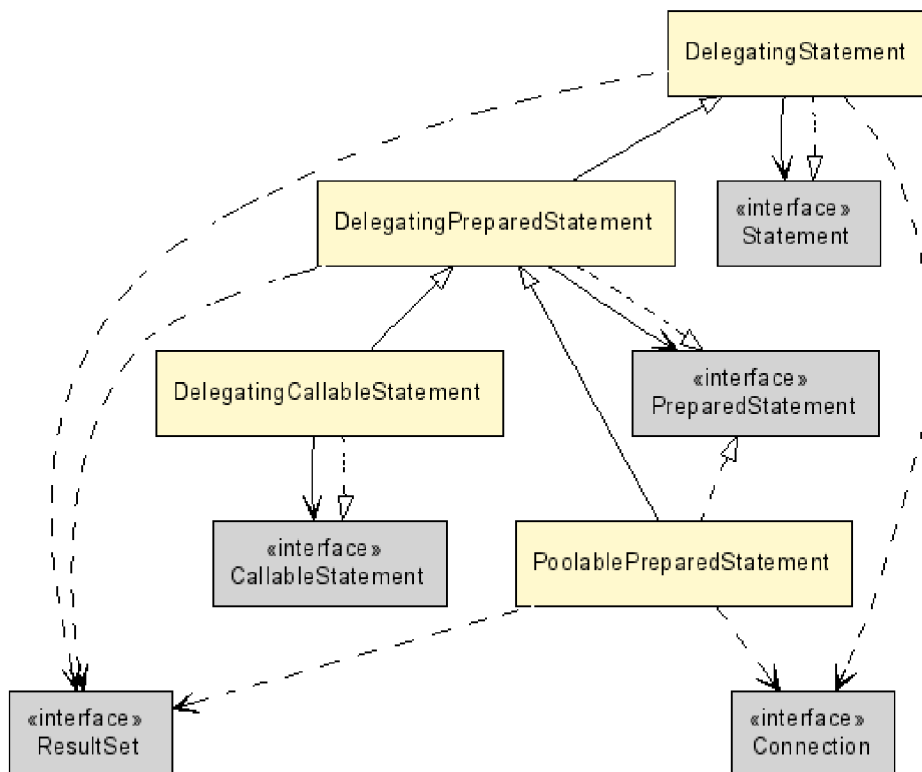 DelegatingStatement
«interface»
Statement
DelegatingPreparedStatement
«interface»
PreparedStatement
DelegatingCallableStatement
«interface»
CallableStatement
PoolablePreparedStatement
«interface»
ResultSet
«interface»
Connection